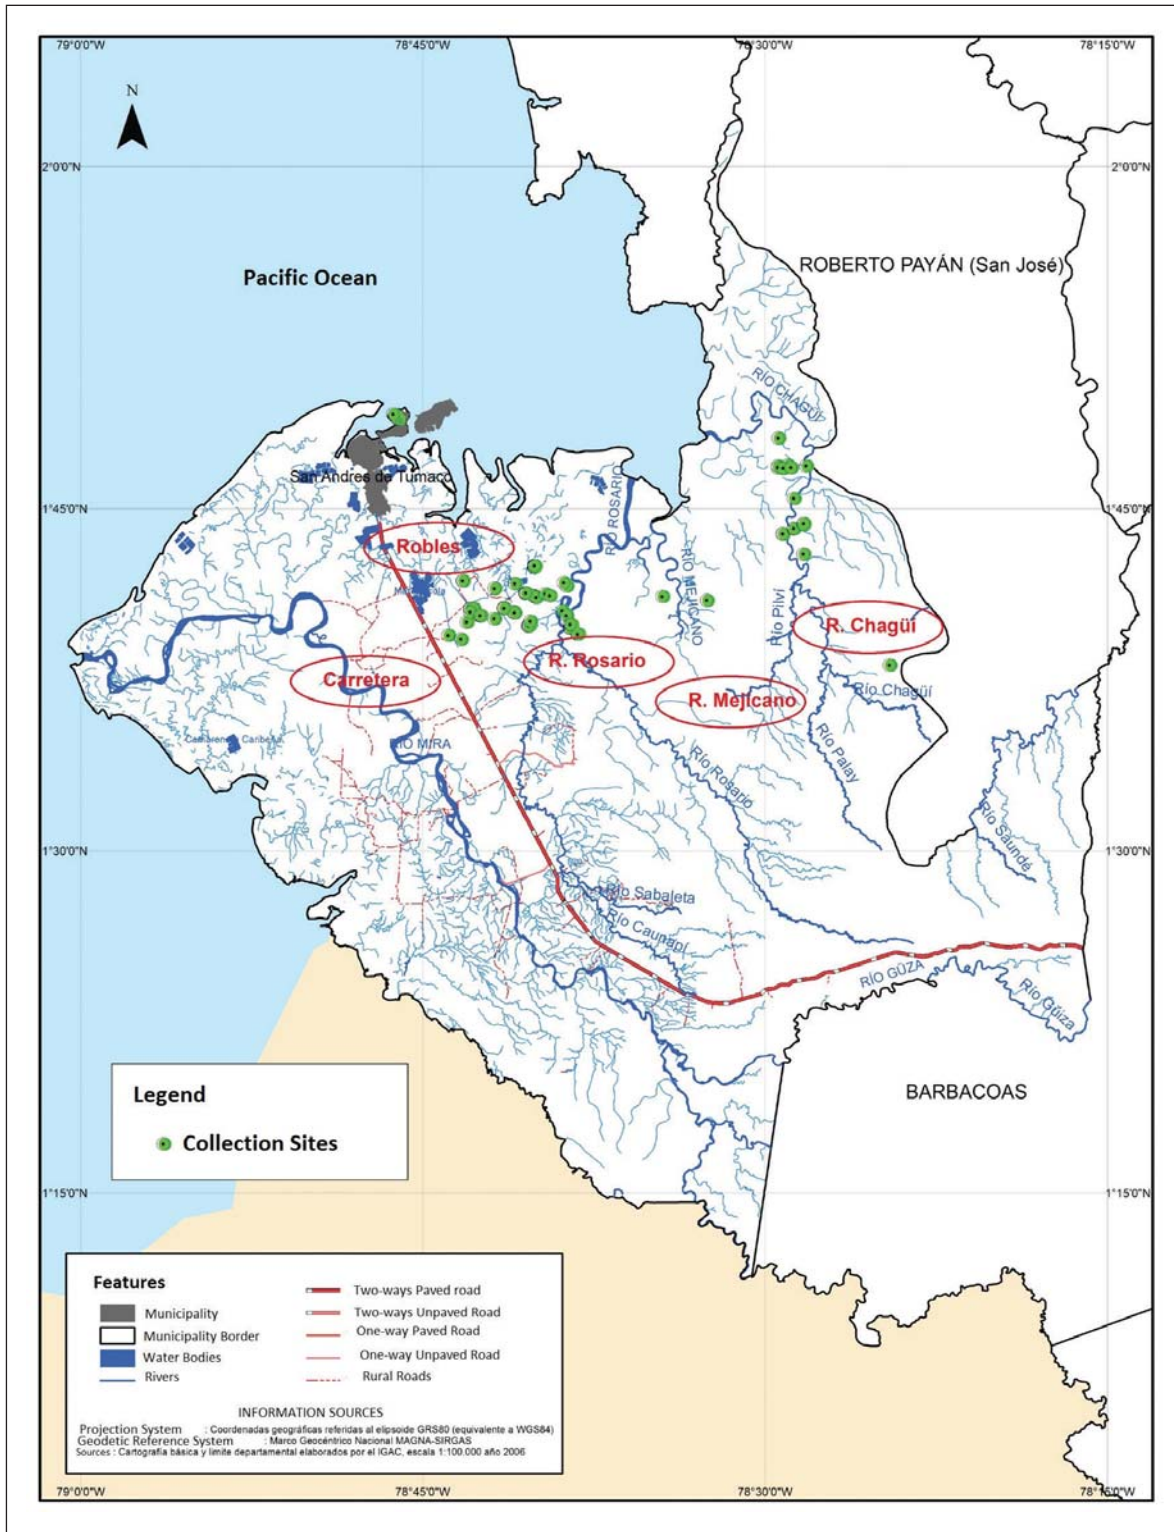 79°0'0"W 78°45'0"W 78°30'0"W 78°15'0"W
N
2°0'0"N 2°0'0"N
ROBERTO PAYÁN (San José)
Pacific Ocean
RÍO CHAGÜÍ
San Andres de Tumaco
1°45'0"N 1°45'0"N
RÍO ROSARIO
Robles
RÍO MEJICANO
Río Pilví
R. Chagüi
R. Rosario
Carretera
R. Mejicano
Río Chagüí
RÍO MIRA
Río Palay
Río Rosario
Río Saundé
1°30'0"N 1°30'0"N
Río Sabaleta
Río Caunapí
RÍO GÜZA
Río Güiza
BARBACOAS
Legend
Collection Sites
1°15'0"N 1°15'0"N
Features
Municipality
Municipality Border
Water Bodies
Rivers
Two-ways Paved road
Two-ways Unpaved Road
One-way Paved Road
One-way Unpaved Road
Rural Roads
INFORMATION SOURCES
Projection System : Coordenadas geográficas referidas al elipsoide GRS80 (equivalente a WGS84)
Geodetic Reference System : Marco Geocéntrico Nacional MAGNA-SIRGAS
Sources : Cartografía básica y limite departamental elaborados por el IGAC, escala 1:100,000 año 2006
79°0'0"W 78°45'0"W 78°30'0"W 78°15'0"W